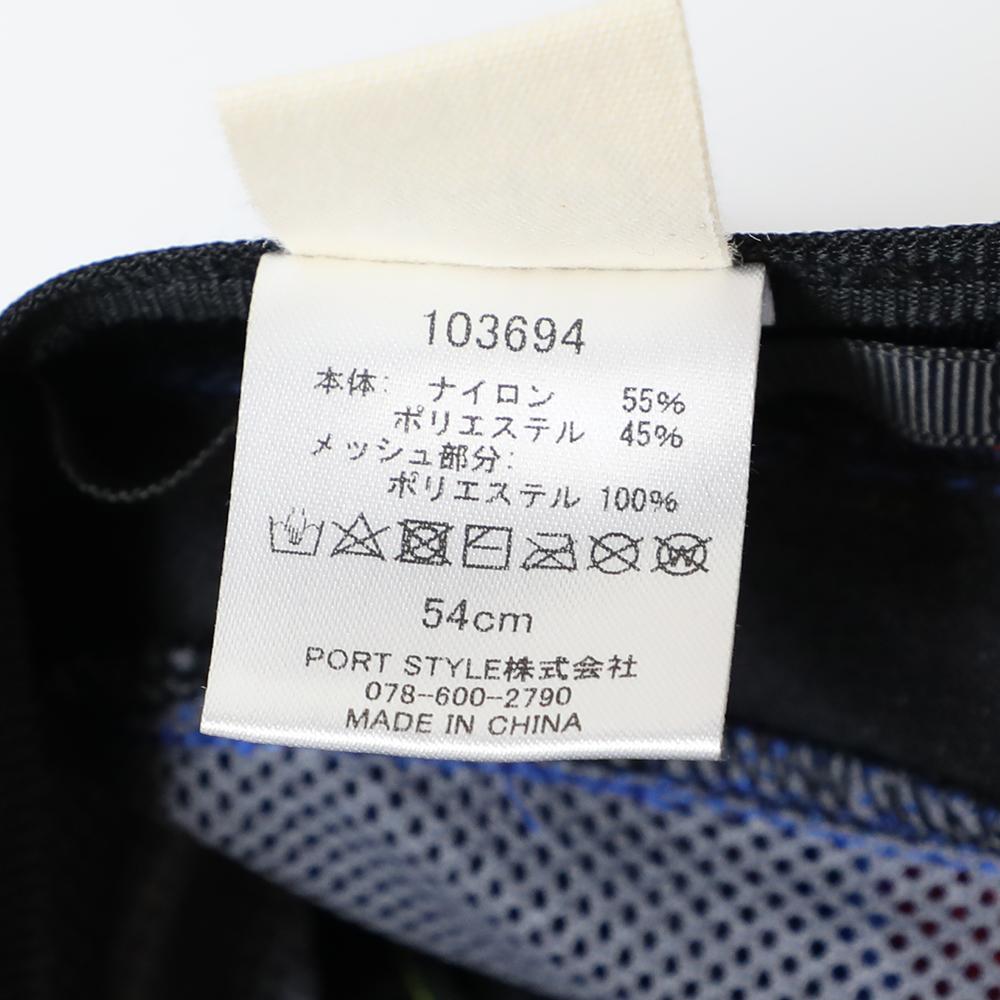 103694
本体: ナイロン 55%
ポリエステル 45%
メッシュ部分:
ポリエステル 100%
54cm
PORT STYLE株式会社
078-600-2790
MADE IN CHINA